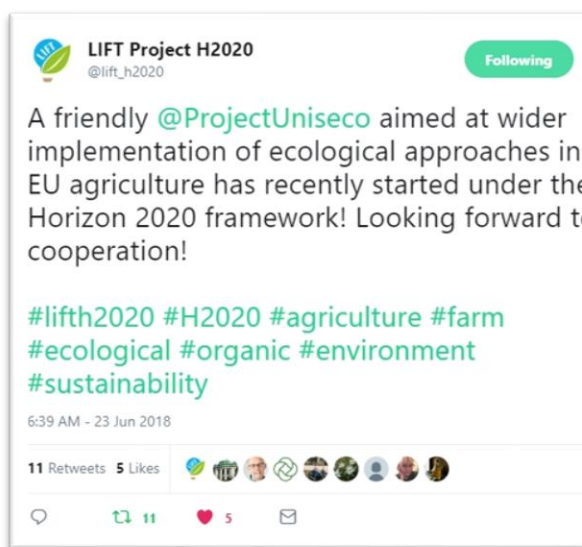 LIFT
LIFT Project H2020
@lift_h2020
Following
A friendly @ProjectUniseco aimed at wider
implementation of ecological approaches in
EU agriculture has recently started under the
Horizon 2020 framework! Looking forward t
cooperation!
#lifth2020 #H2020 #agriculture #farm
#ecological #organic #environment
#sustainability
6:39 AM - 23 Jun 2018
11 Retweets 5 Likes
11 5